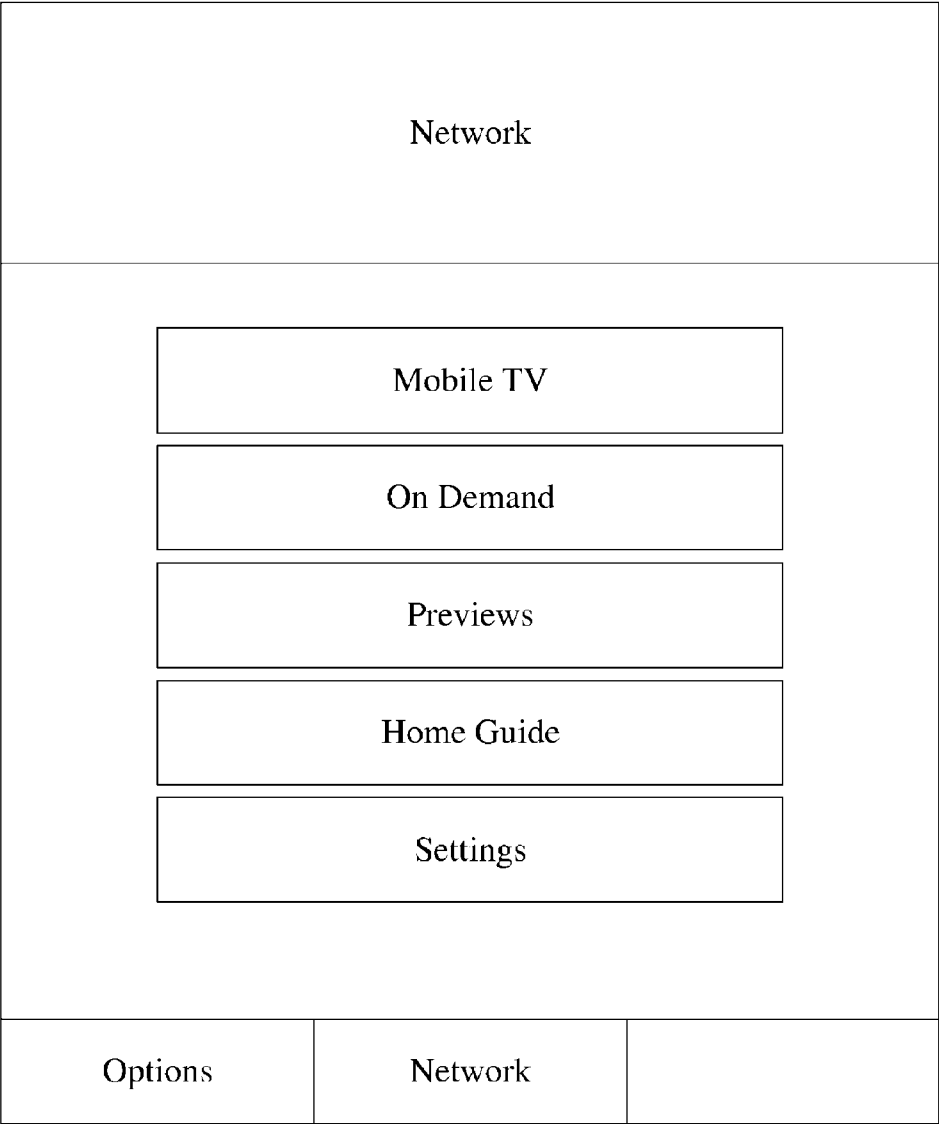 Network
Mobile TV
On Demand
Previews
Home Guide
Settings
Options
Network